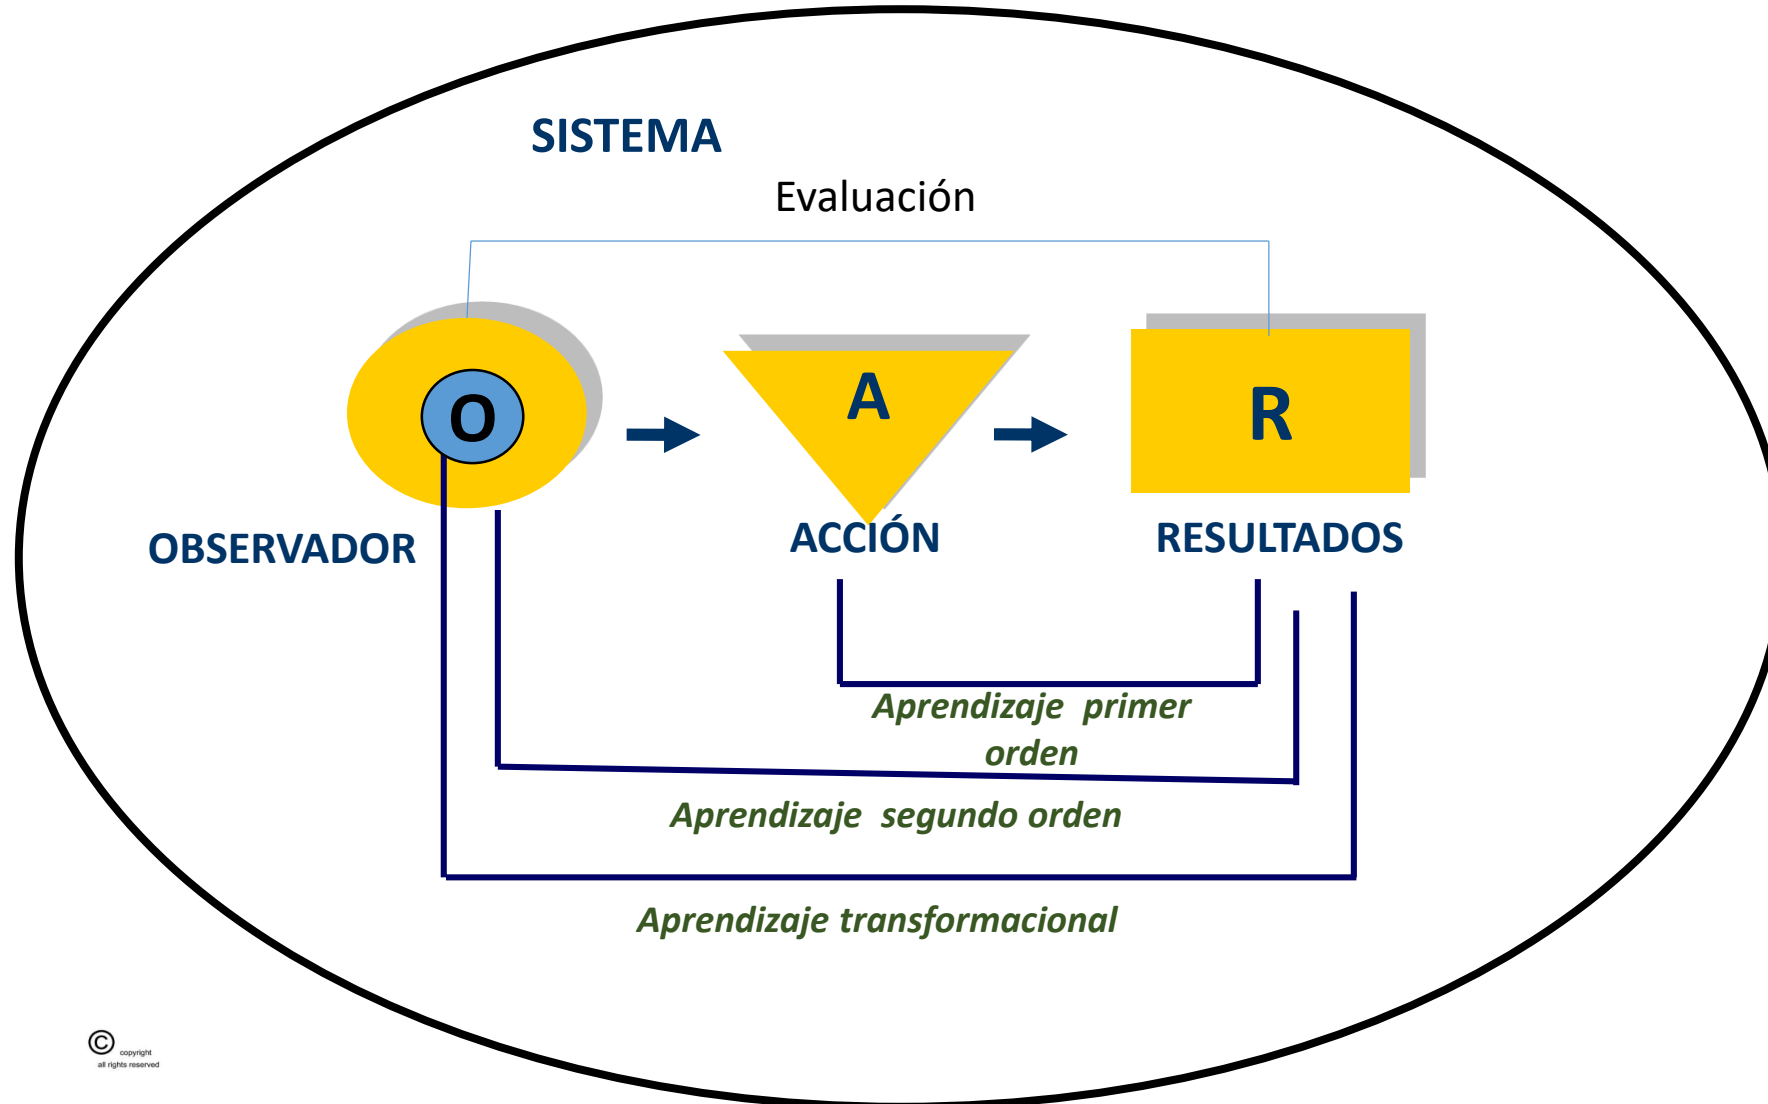 SISTEMA
Evaluación
O
A
R
OBSERVADOR
ACCIÓN
RESULTADOS
Aprendizaje primer
orden
Aprendizaje segundo orden
Aprendizaje transformacional
© copyright
all rights reserved